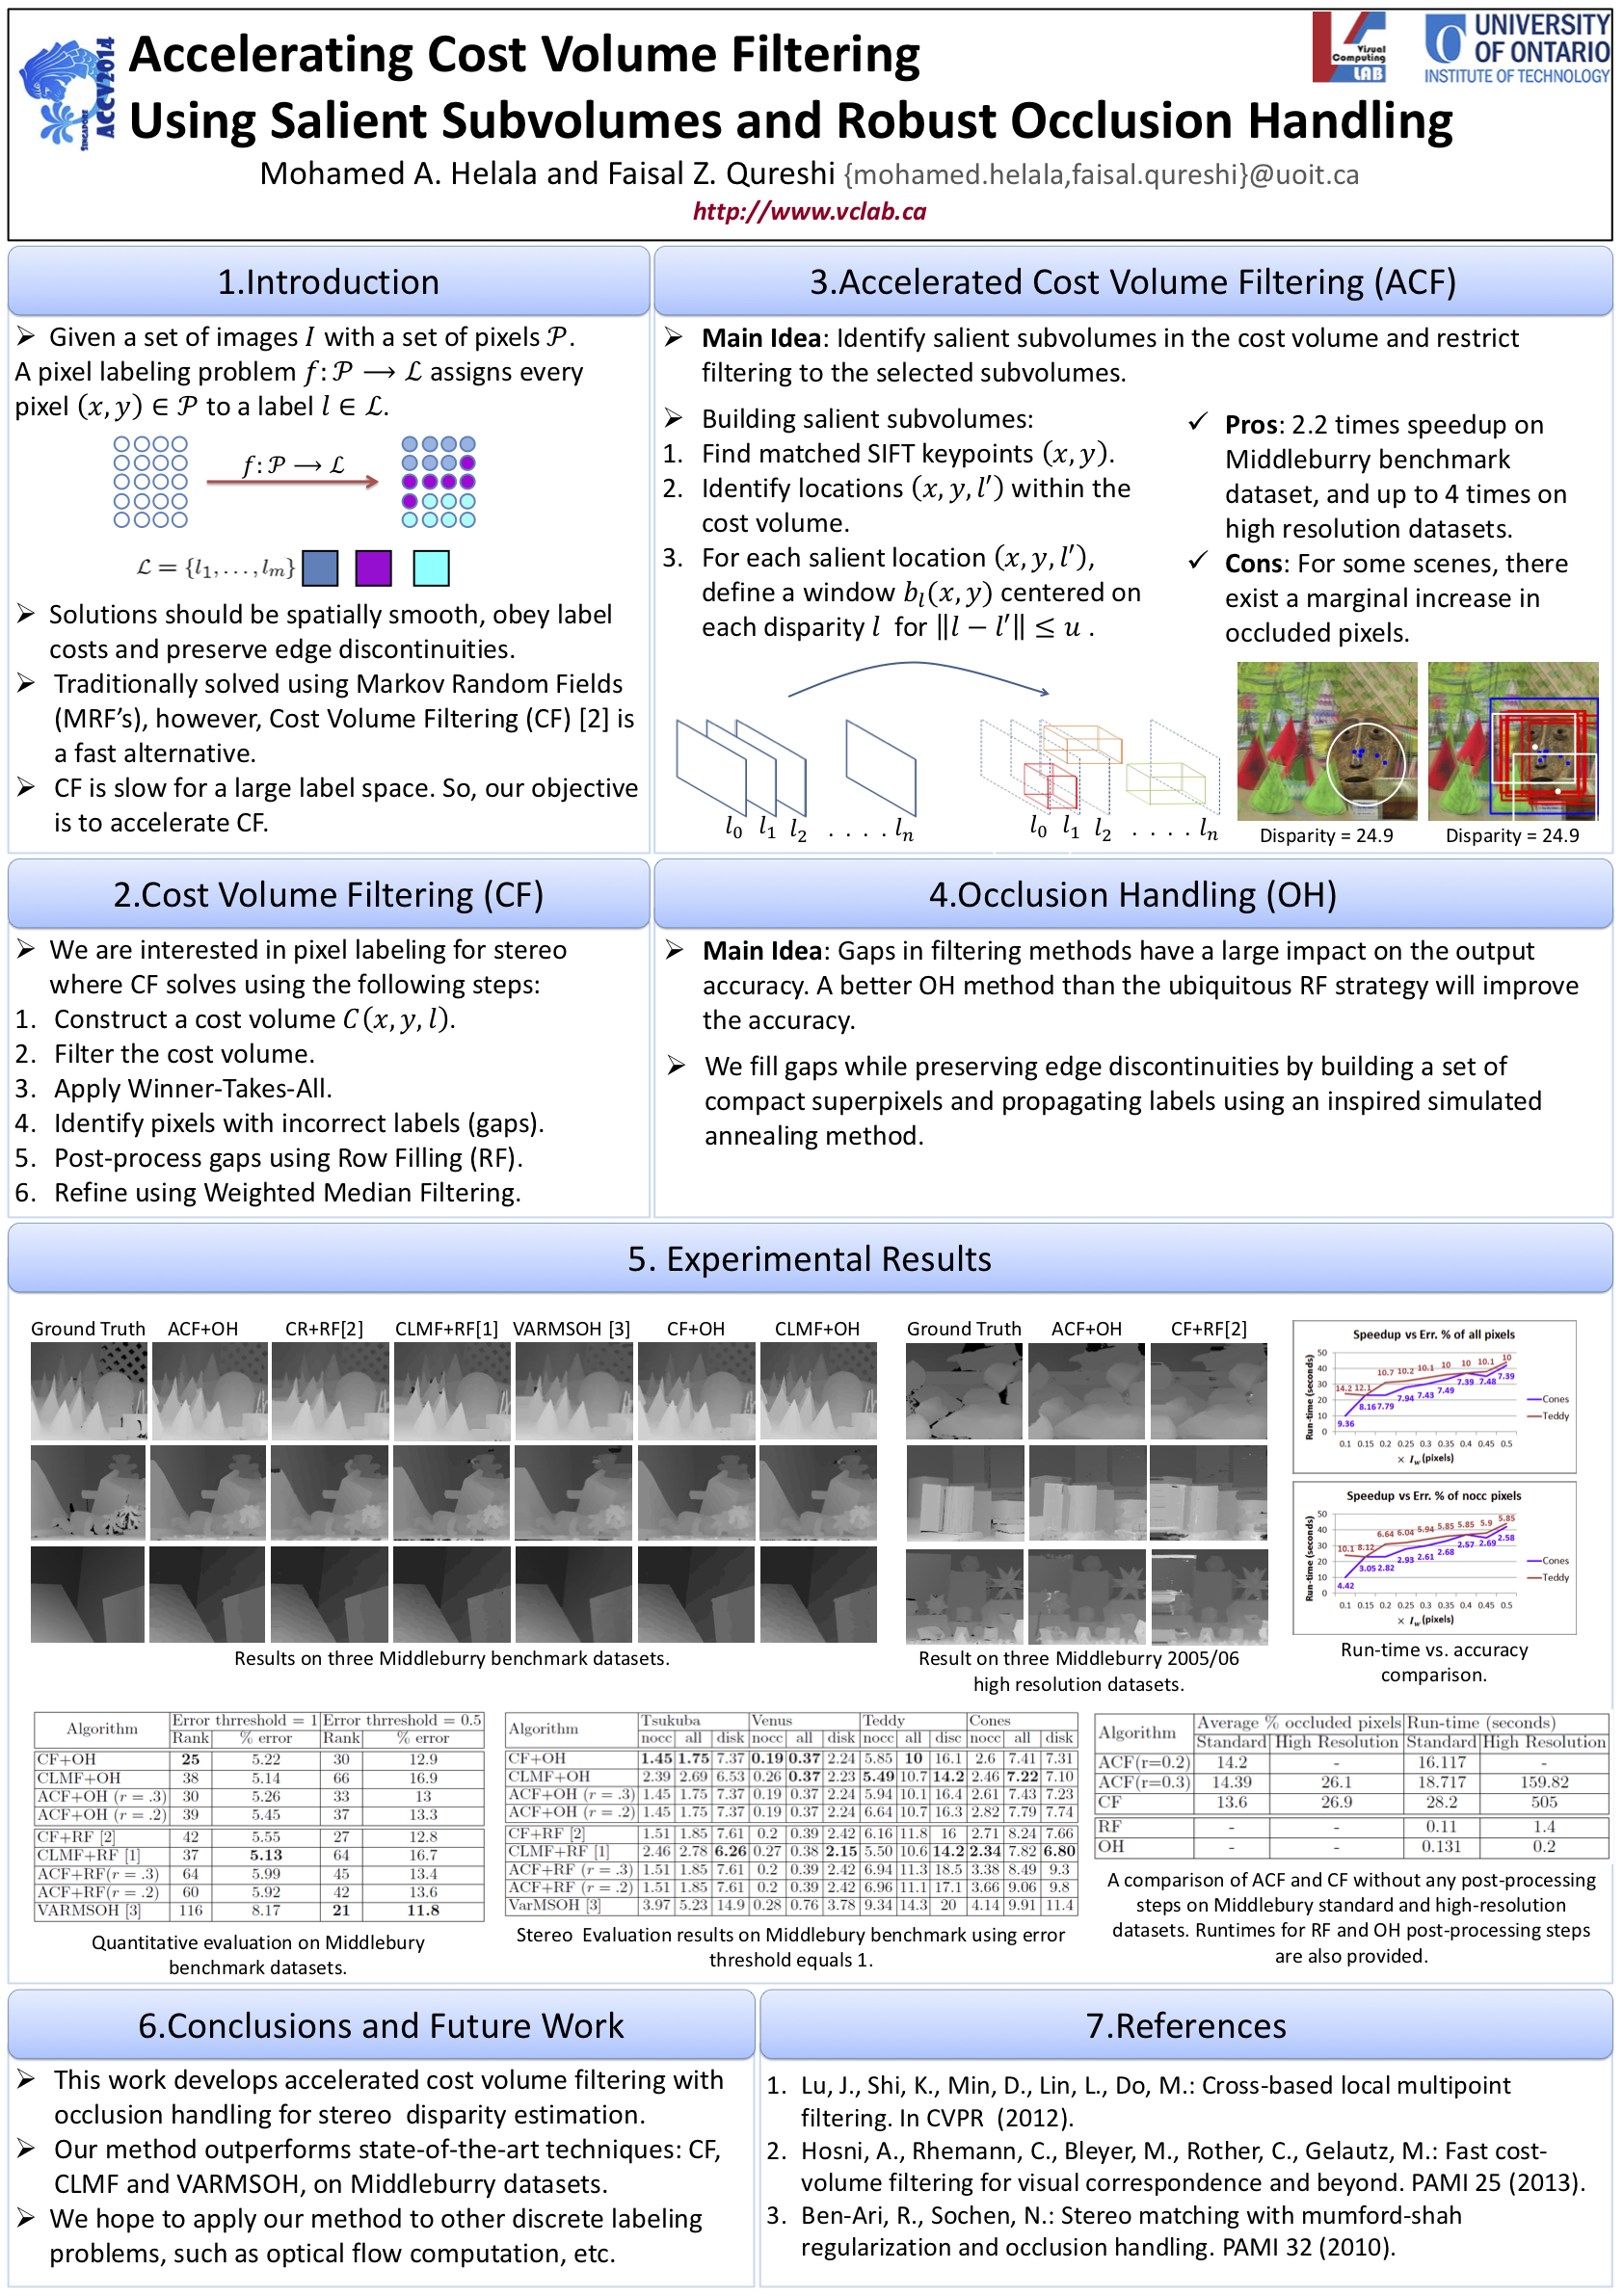 ACCV2014
SINGAPORE
Accelerating Cost Volume Filtering
Using Salient Subvolumes and Robust Occlusion Handling
Mohamed A. Helala and Faisal Z. Qureshi {mohamed.helala,faisal.qureshi}@uoit.ca
http://www.vclab.ca
Visual
Computing
LAB
UNIVERSITY
OF ONTARIO
INSTITUTE OF TECHNOLOGY
1.Introduction
➢ Given a set of images I with a set of pixels 𝒫.
A pixel labeling problem f: 𝒫 ⟶ ℒ assigns every
pixel (x, y) ∈ 𝒫 to a label l ∈ ℒ.
f: 𝒫 ⟶ ℒ
ℒ = {l₁, . . . , lₘ}
➢ Solutions should be spatially smooth, obey label
costs and preserve edge discontinuities.
➢ Traditionally solved using Markov Random Fields
(MRF's), however, Cost Volume Filtering (CF) [2] is
a fast alternative.
➢ CF is slow for a large label space. So, our objective
is to accelerate CF.
2.Cost Volume Filtering (CF)
➢ We are interested in pixel labeling for stereo
where CF solves using the following steps:
1. Construct a cost volume C(x, y, l).
2. Filter the cost volume.
3. Apply Winner-Takes-All.
4. Identify pixels with incorrect labels (gaps).
5. Post-process gaps using Row Filling (RF).
6. Refine using Weighted Median Filtering.
3.Accelerated Cost Volume Filtering (ACF)
➢ Main Idea: Identify salient subvolumes in the cost volume and restrict
filtering to the selected subvolumes.
➢ Building salient subvolumes:
1. Find matched SIFT keypoints (x, y).
2. Identify locations (x, y, l′) within the
cost volume.
3. For each salient location (x, y, l′),
define a window bₗ(x, y) centered on
each disparity l for ‖l − l′‖ ≤ u .
✓ Pros: 2.2 times speedup on
Middleburry benchmark
dataset, and up to 4 times on
high resolution datasets.
✓ Cons: For some scenes, there
exist a marginal increase in
occluded pixels.
l₀ l₁ l₂ . . . . lₙ
l₀ l₁ l₂ . . . . lₙ
Disparity = 24.9
Disparity = 24.9
4.Occlusion Handling (OH)
➢ Main Idea: Gaps in filtering methods have a large impact on the output
accuracy. A better OH method than the ubiquitous RF strategy will improve
the accuracy.
➢ We fill gaps while preserving edge discontinuities by building a set of
compact superpixels and propagating labels using an inspired simulated
annealing method.
5. Experimental Results
Ground Truth ACF+OH CR+RF[2] CLMF+RF[1] VARMSOH [3] CF+OH CLMF+OH
Results on three Middleburry benchmark datasets.
Ground Truth ACF+OH CF+RF[2]
Result on three Middleburry 2005/06
high resolution datasets.
Speedup vs Err. % of all pixels
Run-time (seconds)
50
40
30
20
10
0
14.2 12.1 10.7 10.2 10.1 10 10 10.1 10
9.36 8.16 7.79 7.94 7.43 7.49 7.39 7.48 7.39
Cones
Teddy
0.1 0.15 0.2 0.25 0.3 0.35 0.4 0.45 0.5
× I_w (pixels)
Speedup vs Err. % of nocc pixels
Run-time (seconds)
50
40
30
20
10
0
10.1 8.12 6.64 6.04 5.94 5.85 5.85 5.9 5.85
4.42 3.05 2.82 2.93 2.61 2.68 2.57 2.69 2.58
Cones
Teddy
0.1 0.15 0.2 0.25 0.3 0.35 0.4 0.45 0.5
× I_w (pixels)
Run-time vs. accuracy
comparison.
Algorithm Error thrreshold = 1 Error thrreshold = 0.5
Rank % error Rank % error
CF+OH 25 5.22 30 12.9
CLMF+OH 38 5.14 66 16.9
ACF+OH (r = .3) 30 5.26 33 13
ACF+OH (r = .2) 39 5.45 37 13.3
CF+RF [2] 42 5.55 27 12.8
CLMF+RF [1] 37 5.13 64 16.7
ACF+RF(r = .3) 64 5.99 45 13.4
ACF+RF(r = .2) 60 5.92 42 13.6
VARMSOH [3] 116 8.17 21 11.8
Quantitative evaluation on Middlebury
benchmark datasets.
Algorithm Tsukuba Venus Teddy Cones
nocc all disk nocc all disk nocc all disc nocc all disk
CF+OH 1.45 1.75 7.37 0.19 0.37 2.24 5.85 10 16.1 2.6 7.41 7.31
CLMF+OH 2.39 2.69 6.53 0.26 0.37 2.23 5.49 10.7 14.2 2.46 7.22 7.10
ACF+OH (r = .3) 1.45 1.75 7.37 0.19 0.37 2.24 5.94 10.1 16.4 2.61 7.43 7.23
ACF+OH (r = .2) 1.45 1.75 7.37 0.19 0.37 2.24 6.64 10.7 16.3 2.82 7.79 7.74
CF+RF [2] 1.51 1.85 7.61 0.2 0.39 2.42 6.16 11.8 16 2.71 8.24 7.66
CLMF+RF [1] 2.46 2.78 6.26 0.27 0.38 2.15 5.50 10.6 14.2 2.34 7.82 6.80
ACF+RF (r = .3) 1.51 1.85 7.61 0.2 0.39 2.42 6.94 11.3 18.5 3.38 8.49 9.3
ACF+RF (r = .2) 1.51 1.85 7.61 0.2 0.39 2.42 6.96 11.1 17.1 3.66 9.06 9.8
VarMSOH [3] 3.97 5.23 14.9 0.28 0.76 3.78 9.34 14.3 20 4.14 9.91 11.4
Stereo Evaluation results on Middlebury benchmark using error
threshold equals 1.
Algorithm Average % occluded pixels Run-time (seconds)
Standard High Resolution Standard High Resolution
ACF(r=0.2) 14.2 - 16.117 -
ACF(r=0.3) 14.39 26.1 18.717 159.82
CF 13.6 26.9 28.2 505
RF - - 0.11 1.4
OH - - 0.131 0.2
A comparison of ACF and CF without any post-processing
steps on Middlebury standard and high-resolution
datasets. Runtimes for RF and OH post-processing steps
are also provided.
6.Conclusions and Future Work
➢ This work develops accelerated cost volume filtering with
occlusion handling for stereo disparity estimation.
➢ Our method outperforms state-of-the-art techniques: CF,
CLMF and VARMSOH, on Middleburry datasets.
➢ We hope to apply our method to other discrete labeling
problems, such as optical flow computation, etc.
7.References
1. Lu, J., Shi, K., Min, D., Lin, L., Do, M.: Cross-based local multipoint
filtering. In CVPR (2012).
2. Hosni, A., Rhemann, C., Bleyer, M., Rother, C., Gelautz, M.: Fast cost-
volume filtering for visual correspondence and beyond. PAMI 25 (2013).
3. Ben-Ari, R., Sochen, N.: Stereo matching with mumford-shah
regularization and occlusion handling. PAMI 32 (2010).